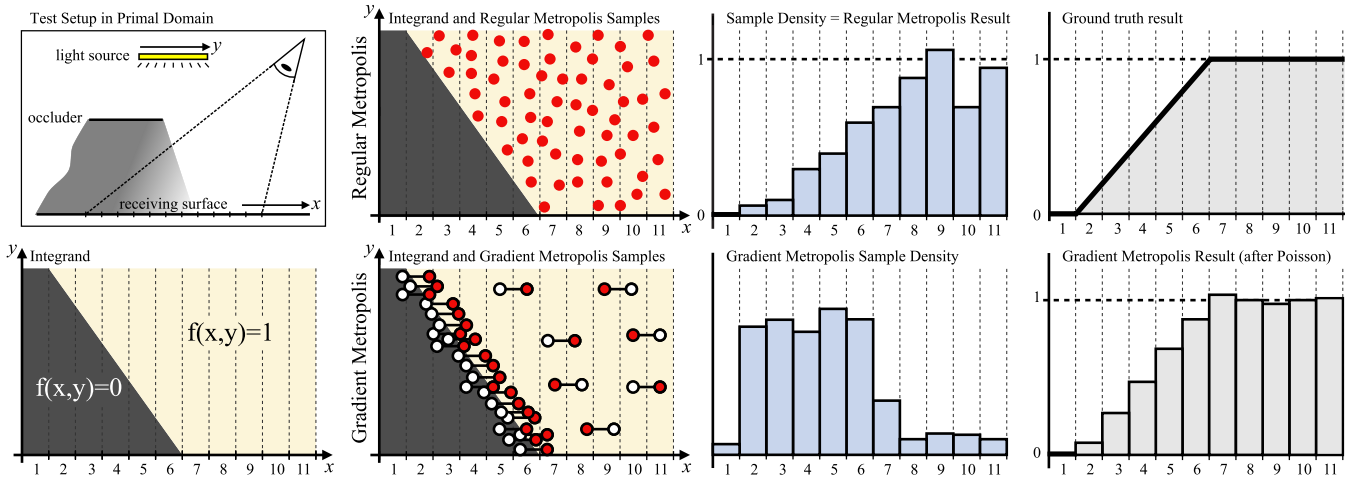 Test Setup in Primal Domain
y
light source
occluder
receiving surface
x
Regular Metropolis
y
Integrand and Regular Metropolis Samples
1 2 3 4 5 6 7 8 9 10 11
x
Sample Density = Regular Metropolis Result
1
0
1 2 3 4 5 6 7 8 9 10 11
Ground truth result
1
0
1 2 3 4 5 6 7 8 9 10 11
y
Integrand
f(x,y)=1
f(x,y)=0
1 2 3 4 5 6 7 8 9 10 11
x
Gradient Metropolis
y
Integrand and Gradient Metropolis Samples
1 2 3 4 5 6 7 8 9 10 11
x
Gradient Metropolis Sample Density
1 2 3 4 5 6 7 8 9 10 11
Gradient Metropolis Result (after Poisson)
1
0
1 2 3 4 5 6 7 8 9 10 11